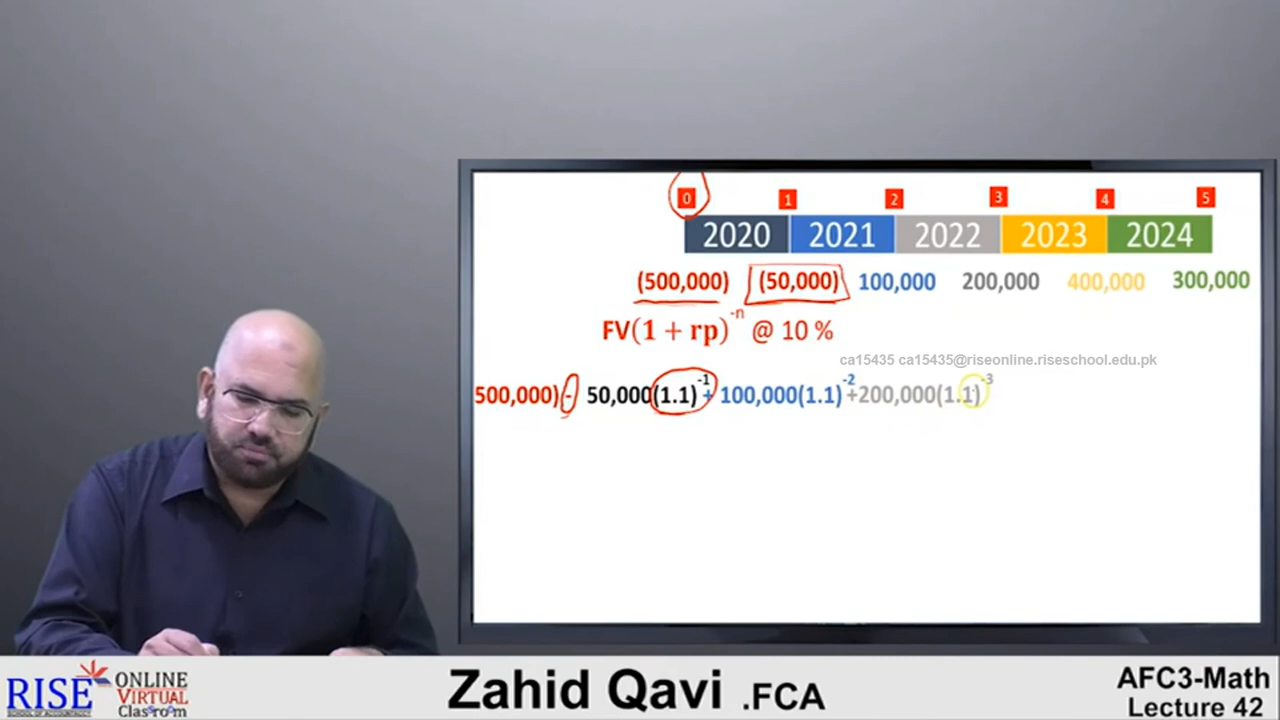 0 1 2 3 4 5
2020 2021 2022 2023 2024
(500,000) (50,000) 100,000 200,000 400,000 300,000
FV(1 + rp)⁻ⁿ @ 10 %
ca15435 ca15435@riseonline.riseschool.edu.pk
500,000) - 50,000(1.1)⁻¹ + 100,000(1.1)⁻² +200,000(1.1)⁻³
RISE ONLINE VIRTUAL Classroom
SCHOOL OF ACCOUNTANCY
Zahid Qavi .FCA
AFC3-Math
Lecture 42